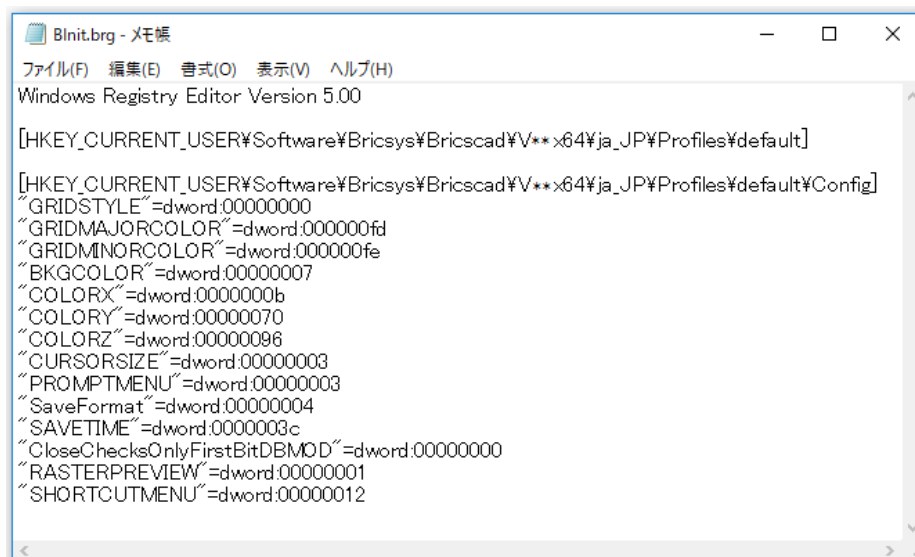 BInit.brg - メモ帳
ファイル(F) 編集(E) 書式(O) 表示(V) ヘルプ(H)
Windows Registry Editor Version 5.00
[HKEY_CURRENT_USER¥Software¥Bricsys¥Bricscad¥V**x64¥ja_JP¥Profiles¥default]
[HKEY_CURRENT_USER¥Software¥Bricsys¥Bricscad¥V**x64¥ja_JP¥Profiles¥default¥Config]
"GRIDSTYLE"=dword:00000000
"GRIDMAJORCOLOR"=dword:000000fd
"GRIDMINORCOLOR"=dword:000000fe
"BKGCOLOR"=dword:00000007
"COLORX"=dword:0000000b
"COLORY"=dword:00000070
"COLORZ"=dword:00000096
"CURSORSIZE"=dword:00000003
"PROMPTMENU"=dword:00000003
"SaveFormat"=dword:00000004
"SAVETIME"=dword:0000003c
"CloseChecksOnlyFirstBitDBMOD"=dword:00000000
"RASTERPREVIEW"=dword:00000001
"SHORTCUTMENU"=dword:00000012